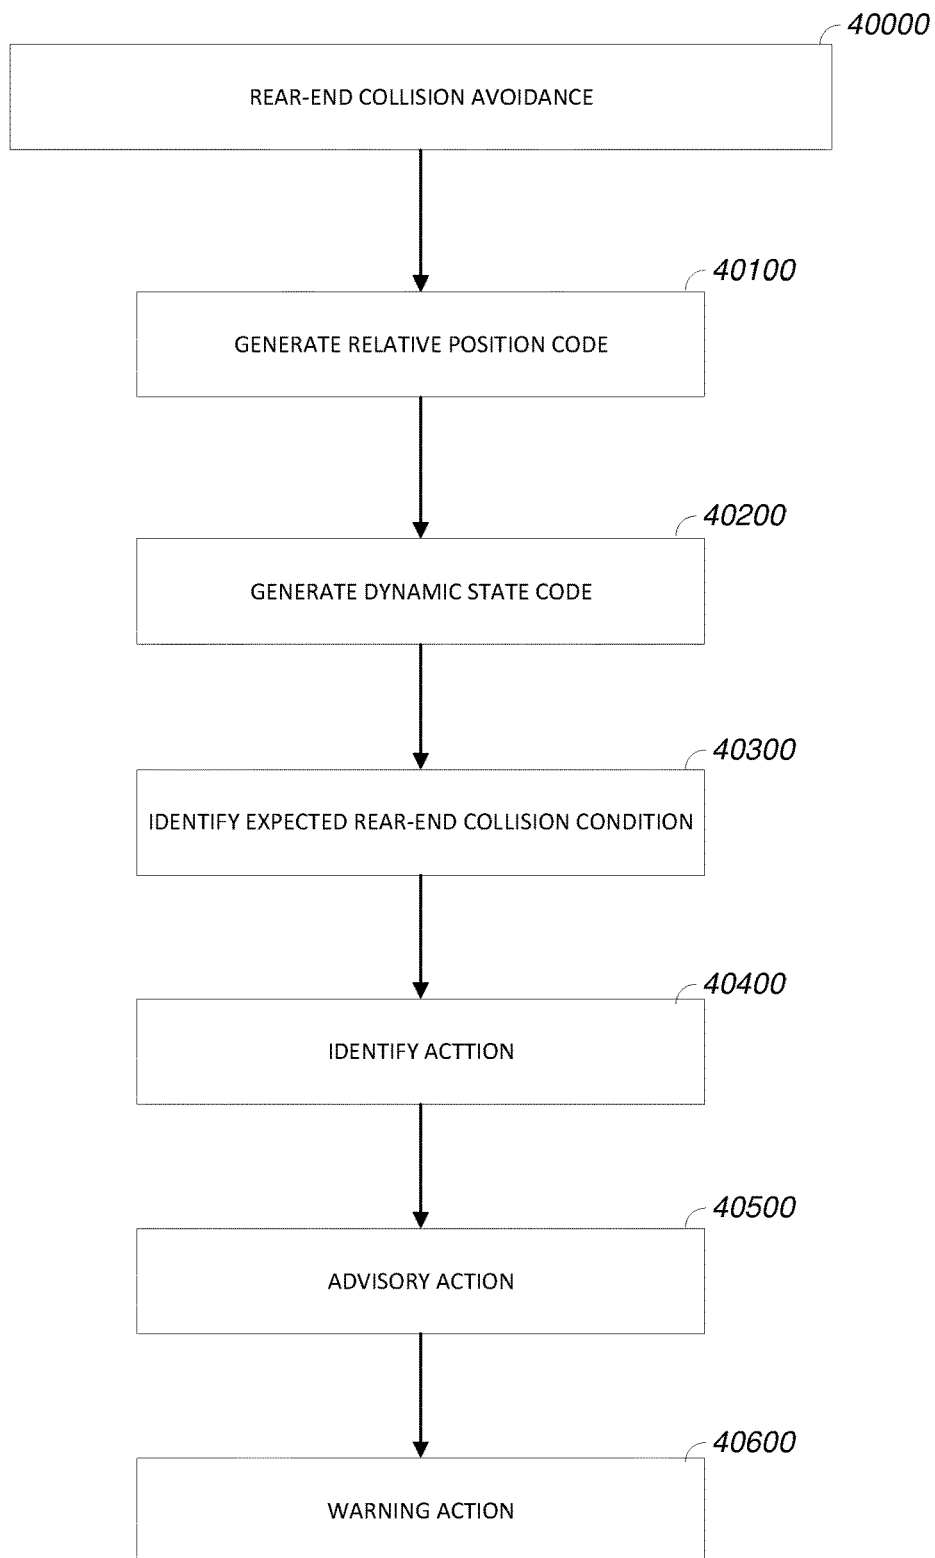 40000
REAR-END COLLISION AVOIDANCE
40100
GENERATE RELATIVE POSITION CODE
40200
GENERATE DYNAMIC STATE CODE
40300
IDENTIFY EXPECTED REAR-END COLLISION CONDITION
40400
IDENTIFY ACTTION
40500
ADVISORY ACTION
40600
WARNING ACTION